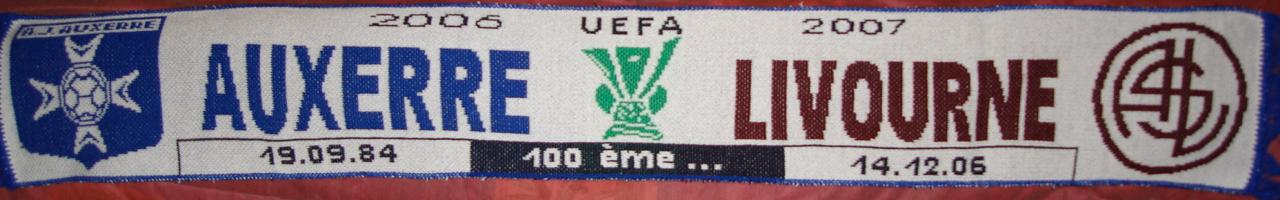 A.J. AUXERRE
2006 UEFA 2007
AUXERRE LIVOURNE
19.09.84 100 ème ... 14.12.06